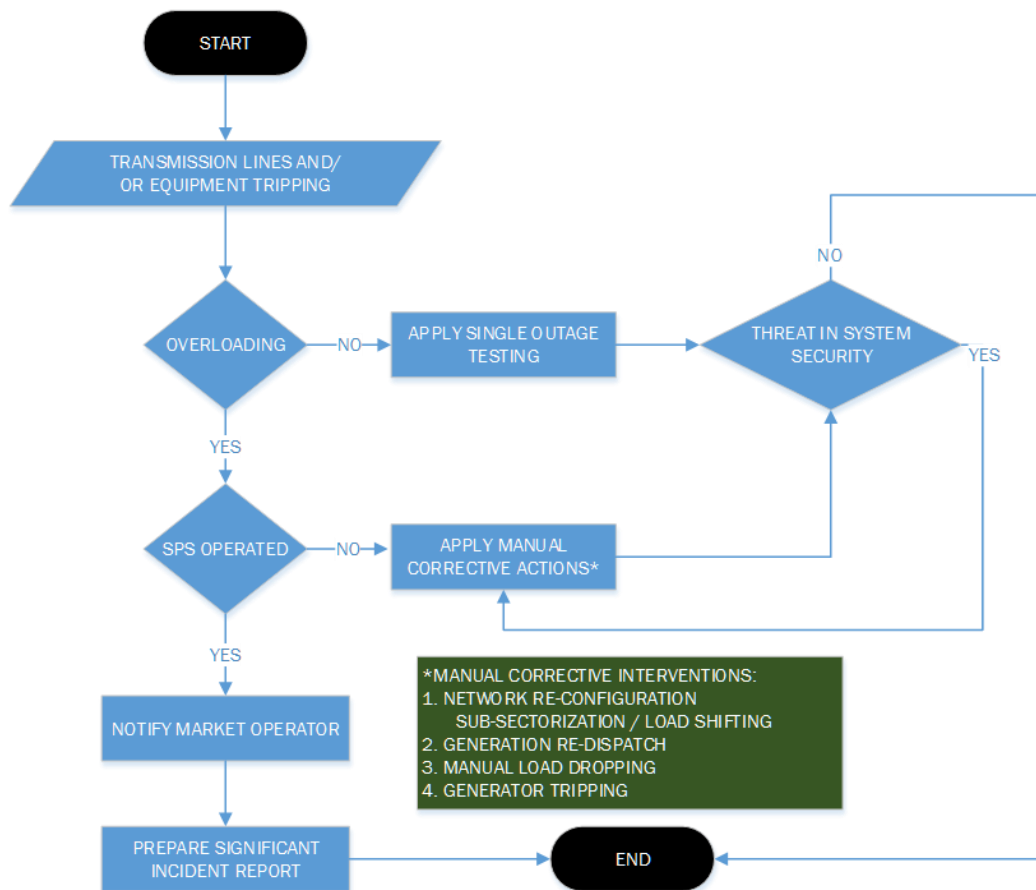 START
TRANSMISSION LINES AND/
OR EQUIPMENT TRIPPING
NO
OVERLOADING
NO
APPLY SINGLE OUTAGE
TESTING
THREAT IN SYSTEM
SECURITY
YES
YES
SPS OPERATED
NO
APPLY MANUAL
CORRECTIVE ACTIONS*
YES
*MANUAL CORRECTIVE INTERVENTIONS:
1. NETWORK RE-CONFIGURATION
SUB-SECTORIZATION / LOAD SHIFTING
2. GENERATION RE-DISPATCH
3. MANUAL LOAD DROPPING
4. GENERATOR TRIPPING
NOTIFY MARKET OPERATOR
PREPARE SIGNIFICANT
INCIDENT REPORT
END